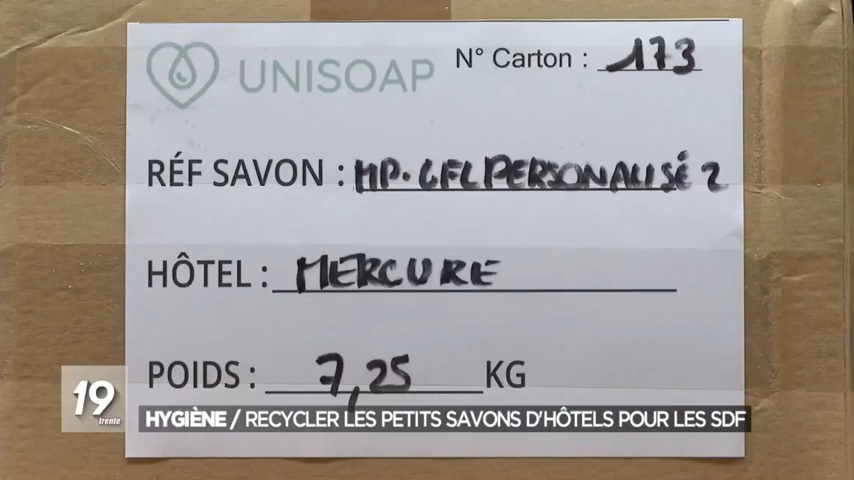 UNISOAP
N° Carton : 173
RÉF SAVON : MP. GFL PERSONALISÉ 2
HÔTEL : MERCURE
POIDS : 7,25 KG
19
trente
HYGIÈNE / RECYCLER LES PETITS SAVONS D'HÔTELS POUR LES SDF